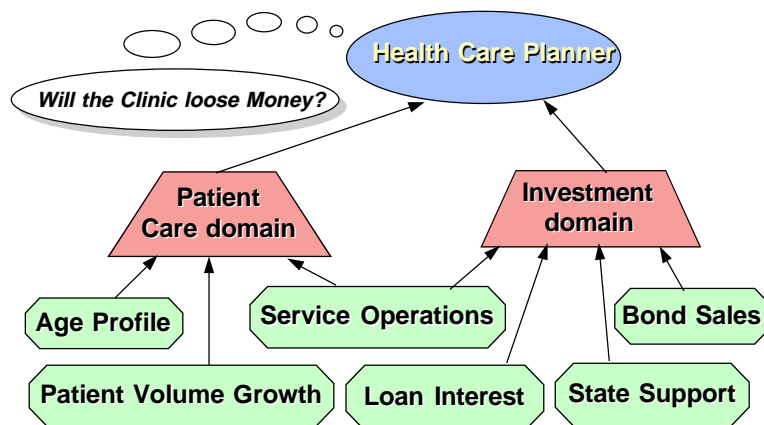 Health Care Planner
Will the Clinic loose Money?
Patient
Care domain
Investment
domain
Age Profile
Service Operations
Bond Sales
Patient Volume Growth
Loan Interest
State Support